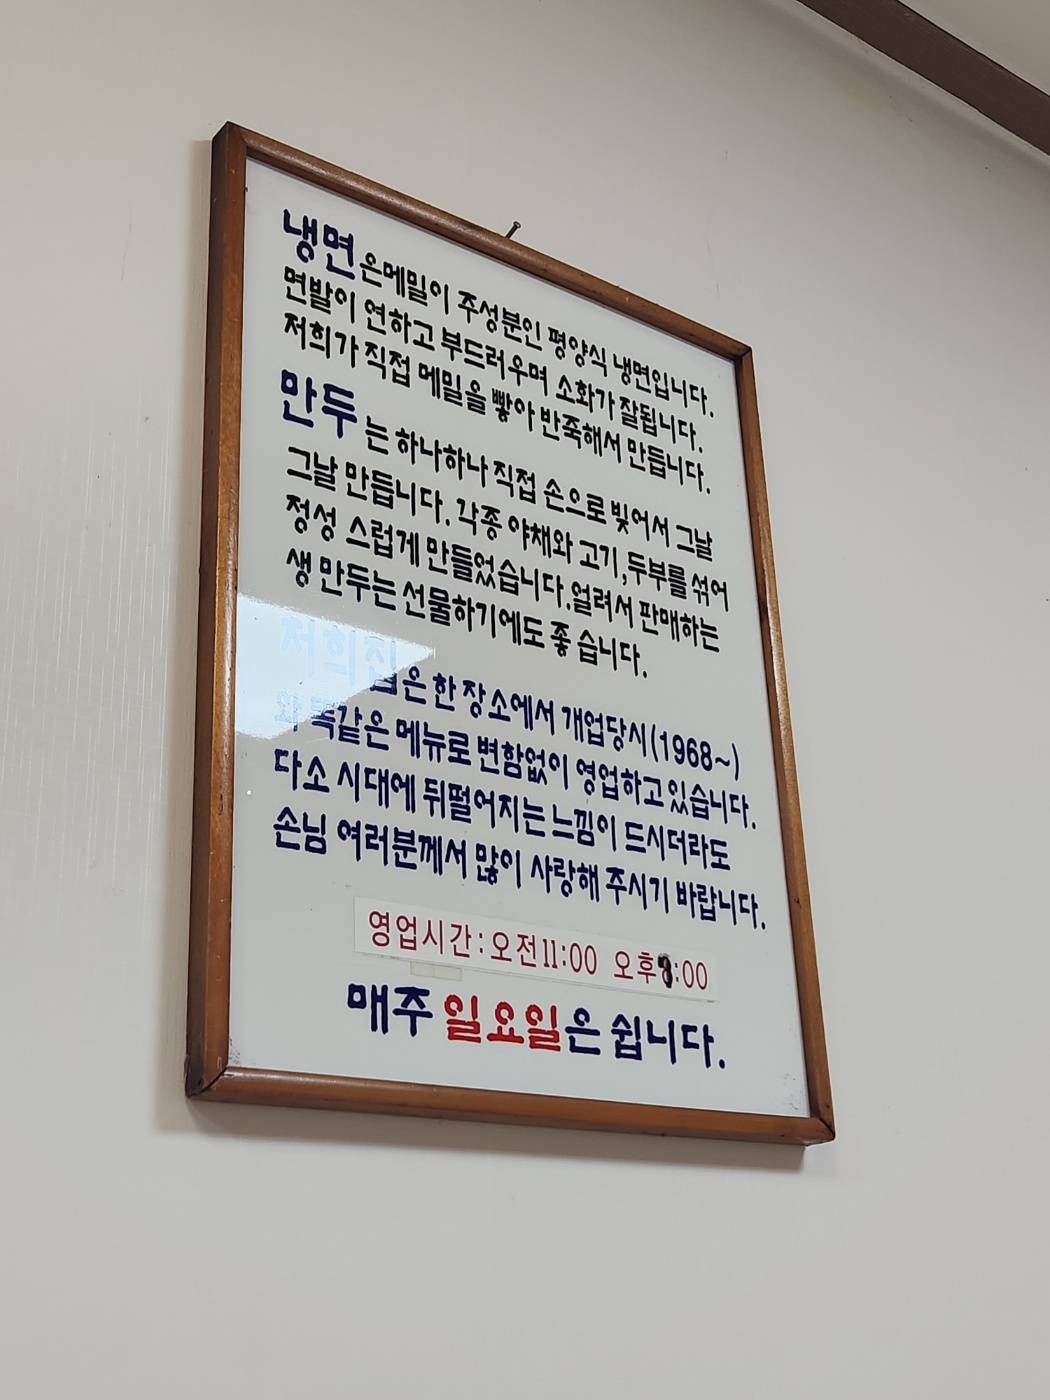 냉면은메밀이 주성분인 평양식 냉면입니다.
면발이 연하고 부드러우며 소화가 잘됩니다.
저희가 직접 메밀을 빻아 반죽해서 만듭니다.
만두는 하나하나 직접 손으로 빚어서 그날
그날 만듭니다. 각종 야채와 고기,두부를 섞어
정성 스럽게 만들었습니다.얼려서 판매하는
생 만두는 선물하기에도 좋 습니다.
저희집은 한 장소에서 개업당시(1968~)
와 똑같은 메뉴로 변함없이 영업하고 있습니다.
다소 시대에 뒤떨어지는 느낌이 드시더라도
손님 여러분께서 많이 사랑해 주시기 바랍니다.
영업시간:오전11:00 오후 :00
매주 일요일은 쉽니다.